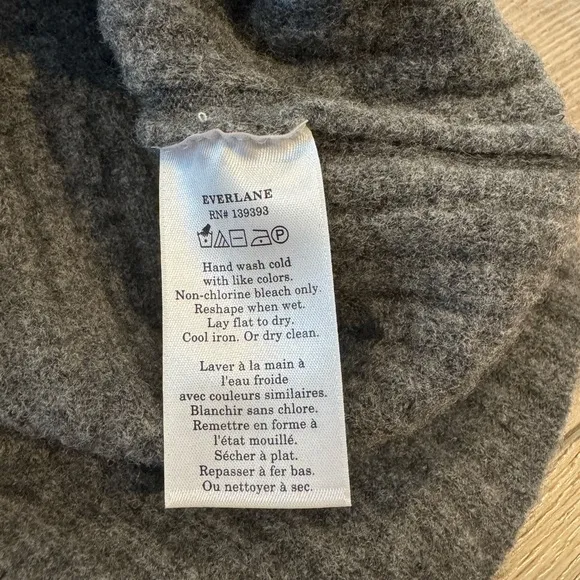 EVERLANE
RN# 139393
P
Hand wash cold
with like colors.
Non-chlorine bleach only.
Reshape when wet.
Lay flat to dry.
Cool iron. Or dry clean.
Laver à la main à
l'eau froide
avec couleurs similaires.
Blanchir sans chlore.
Remettre en forme à
l'état mouillé.
Sécher à plat.
Repasser à fer bas.
Ou nettoyer à sec.